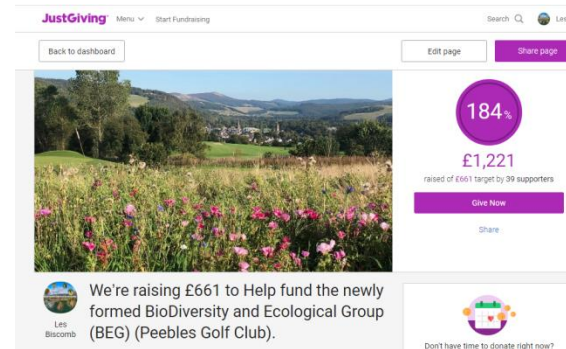 JustGiving Menu Start Fundraising Search Les
Back to dashboard Edit page Share page
184%
£1,221
raised of £661 target by 39 supporters
Give Now
Share
We're raising £661 to Help fund the newly
formed BioDiversity and Ecological Group
(BEG) (Peebles Golf Club).
Les
Biscomb
Don't have time to donate right now?